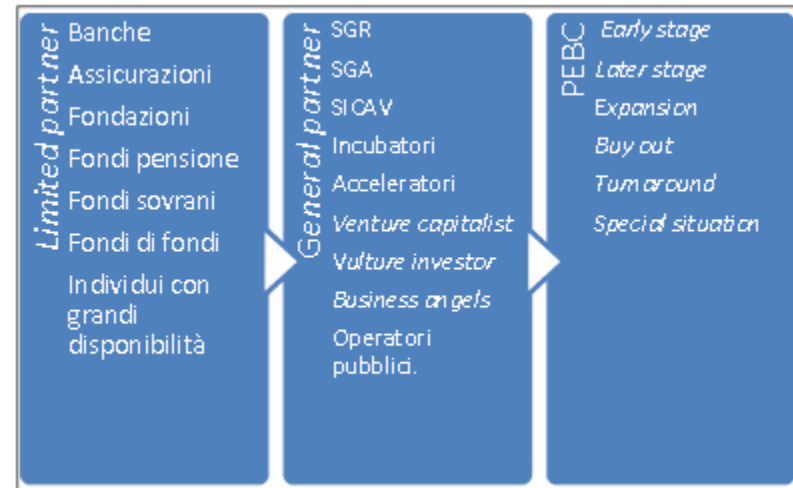 Limited partner
Banche
Assicurazioni
Fondazioni
Fondi pensione
Fondi sovrani
Fondi di fondi
Individui con
grandi
disponibilità
General partner
SGR
SGA
SICAV
Incubatori
Acceleratori
Venture capitalist
Vulture investor
Business angels
Operatori
pubblici.
PEBC
Early stage
Later stage
Expansion
Buy out
Turnaround
Special situation